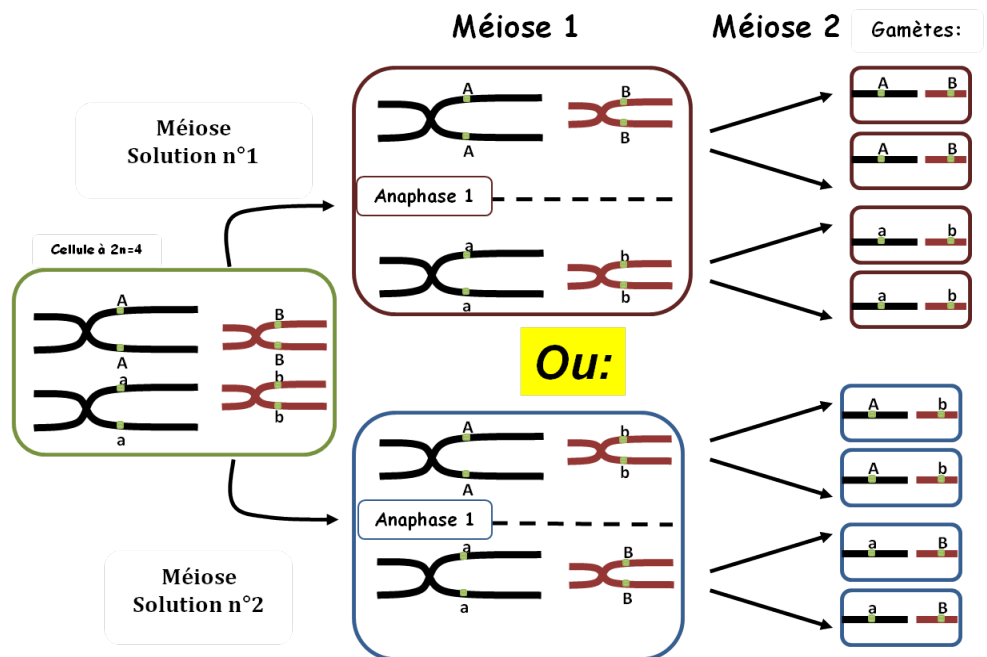 Méiose 1
Méiose 2
Gamètes:
Méiose
Solution n°1
Cellule à 2n=4
A
B
A
B
a
b
a
b
A
B
A
B
Anaphase 1
a
b
a
b
A B
A B
a b
a b
Ou:
Méiose
Solution n°2
A
b
A
b
Anaphase 1
a
B
a
B
A b
A b
a B
a B